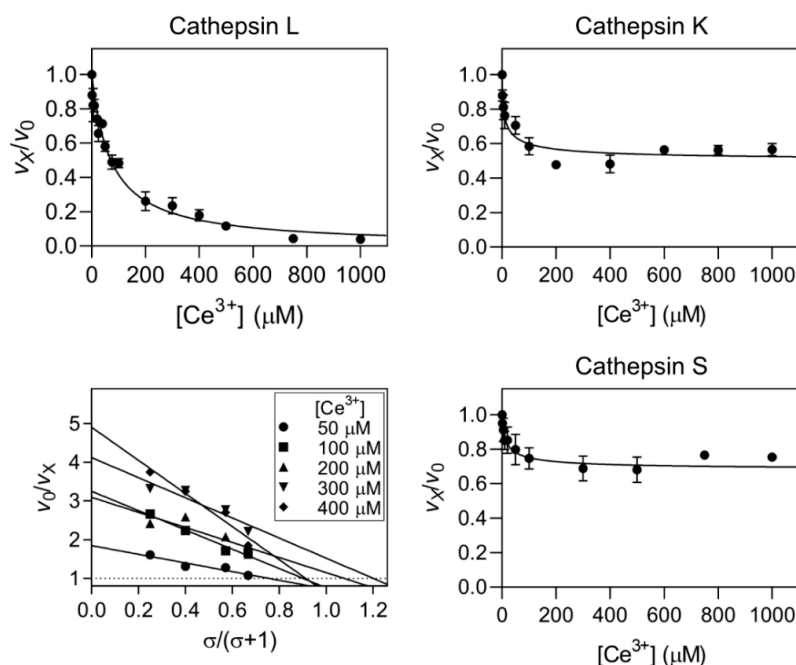 Cathepsin L
vX/v0
1.0
0.8
0.6
0.4
0.2
0.0
0 200 400 600 800 1000
[Ce³⁺] (μM)
Cathepsin K
vX/v0
1.0
0.8
0.6
0.4
0.2
0.0
0 200 400 600 800 1000
[Ce³⁺] (μM)
v0/vX
5
4
3
2
1
0.0 0.2 0.4 0.6 0.8 1.0 1.2
σ/(σ+1)
[Ce³⁺]
50 μM
100 μM
200 μM
300 μM
400 μM
Cathepsin S
vX/v0
1.0
0.8
0.6
0.4
0.2
0.0
0 200 400 600 800 1000
[Ce³⁺] (μM)